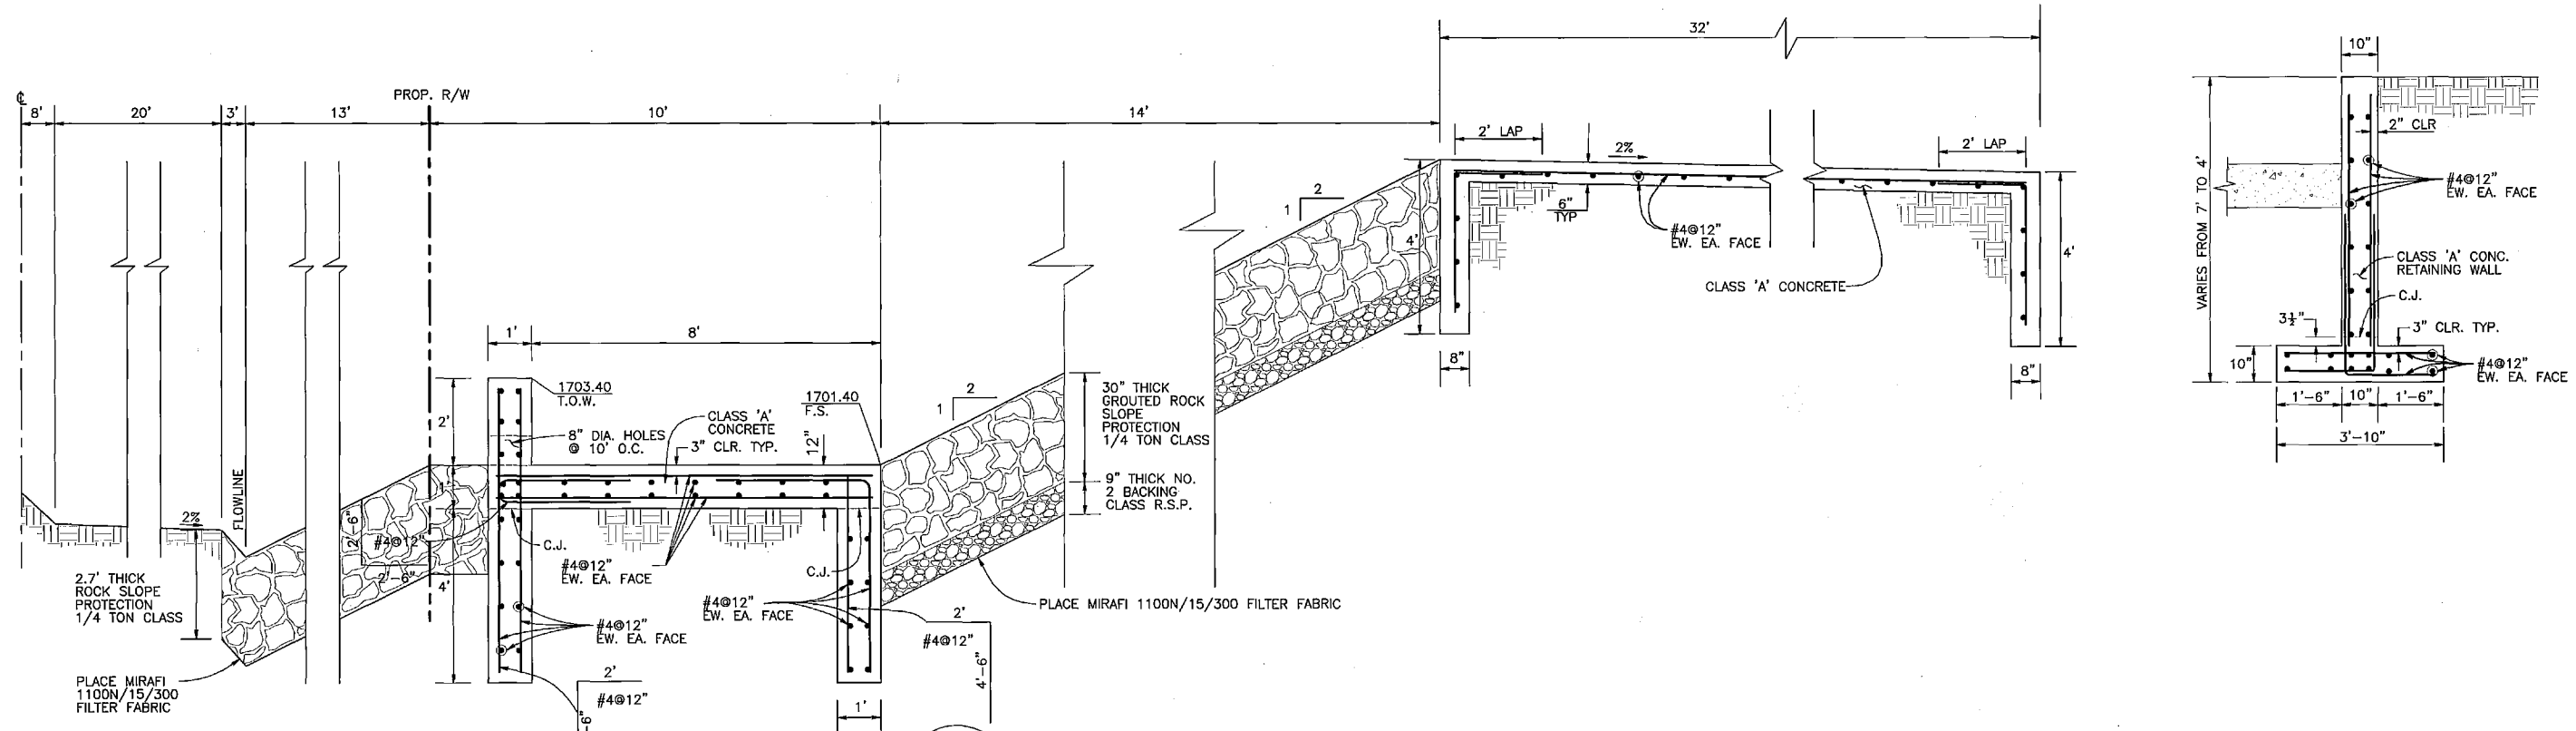 32'
10"
℄
PROP. R/W
8'
20'
3'
13'
10'
14'
2' LAP
2%
2' LAP
2" CLR
2
1
6"
TYP
#4@12"
EW. EA. FACE
4'
CLASS 'A' CONCRETE
4'
8"
8"
VARIES FROM 7' TO 4'
#4@12"
EW. EA. FACE
CLASS 'A' CONC.
RETAINING WALL
C.J.
3½"
3" CLR. TYP.
10"
#4@12"
EW. EA. FACE
1'-6"
10"
1'-6"
3'-10"
1'
8'
1703.40
T.O.W.
1701.40
F.S.
2'
CLASS 'A'
CONCRETE
8" DIA. HOLES
@ 10' O.C.
3" CLR. TYP.
12"
2
1
30" THICK
GROUTED ROCK
SLOPE
PROTECTION
1/4 TON CLASS
9" THICK NO.
2 BACKING
CLASS R.S.P.
FLOWLINE
2%
2'-6"
#4@12"
2'-6"
4'
C.J.
#4@12"
EW. EA. FACE
C.J.
2.7' THICK
ROCK SLOPE
PROTECTION
1/4 TON CLASS
#4@12"
EW. EA. FACE
#4@12"
EW. EA. FACE
PLACE MIRAFI 1100N/15/300 FILTER FABRIC
2'
#4@12"
4'-6"
PLACE MIRAFI
1100N/15/300
FILTER FABRIC
2'
#4@12"
1'